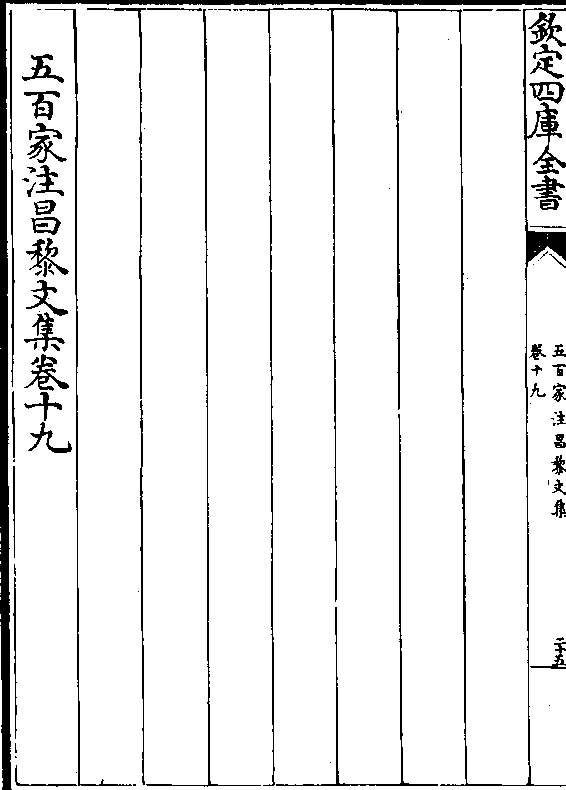 欽定四庫全書
五百家注昌黎文集
卷十九
二十五
五百家注昌黎文集卷十九